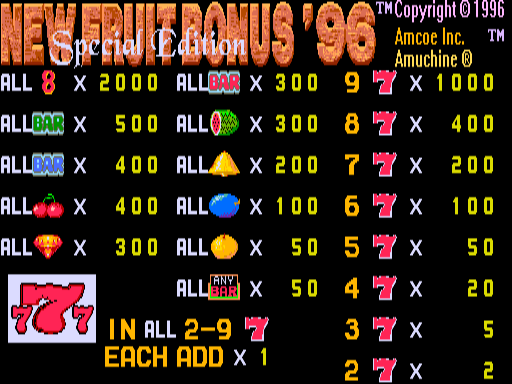 NEW FRUIT BONUS '96 ™ Copyright © 1996
Special Edition Amcoe Inc. ™
Amuchine ®
ALL 8 X 2000 ALL BAR X 300 9 7 X 1000
ALL BAR X 500 ALL X 300 8 7 X 400
ALL BAR X 400 ALL X 200 7 7 X 200
ALL X 400 ALL X 100 6 7 X 100
ALL X 300 ALL X 50 5 7 X 50
ALL ANY BAR X 50 4 7 X 20
777 IN ALL 2-9 7 3 7 X 5
EACH ADD X 1 2 7 X 2